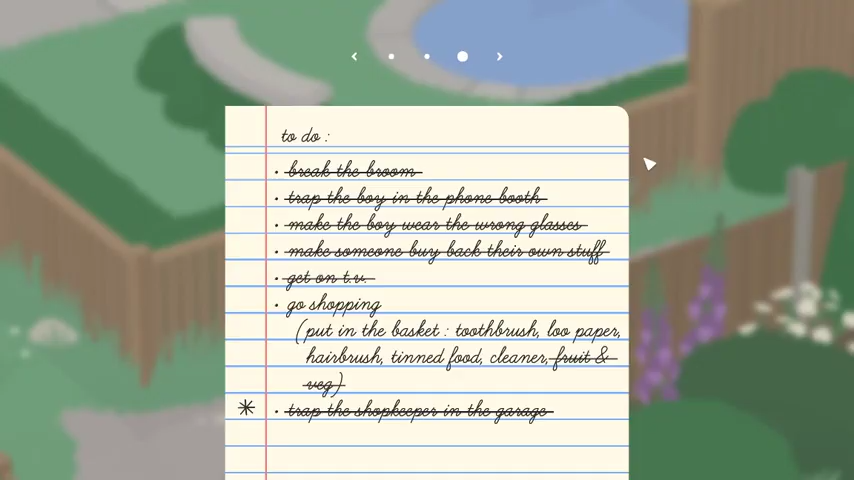 to do :
· break the broom
· trap the boy in the phone booth
· make the boy wear the wrong glasses
· make someone buy back their own stuff
· get on t.v.
· go shopping
(put in the basket : toothbrush, loo paper,
hairbrush, tinned food, cleaner, fruit &
veg)
· trap the shopkeeper in the garage